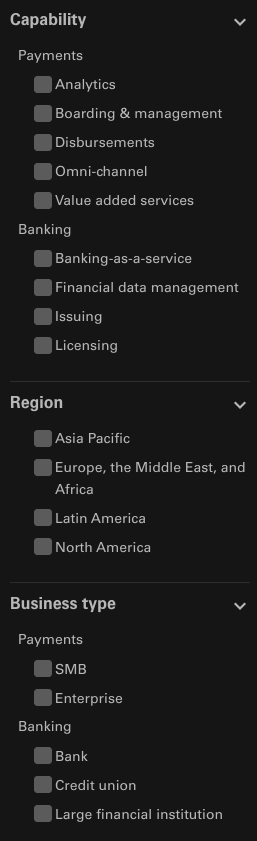 Capability
Payments
Analytics
Boarding & management
Disbursements
Omni-channel
Value added services
Banking
Banking-as-a-service
Financial data management
Issuing
Licensing
Region
Asia Pacific
Europe, the Middle East, and
Africa
Latin America
North America
Business type
Payments
SMB
Enterprise
Banking
Bank
Credit union
Large financial institution